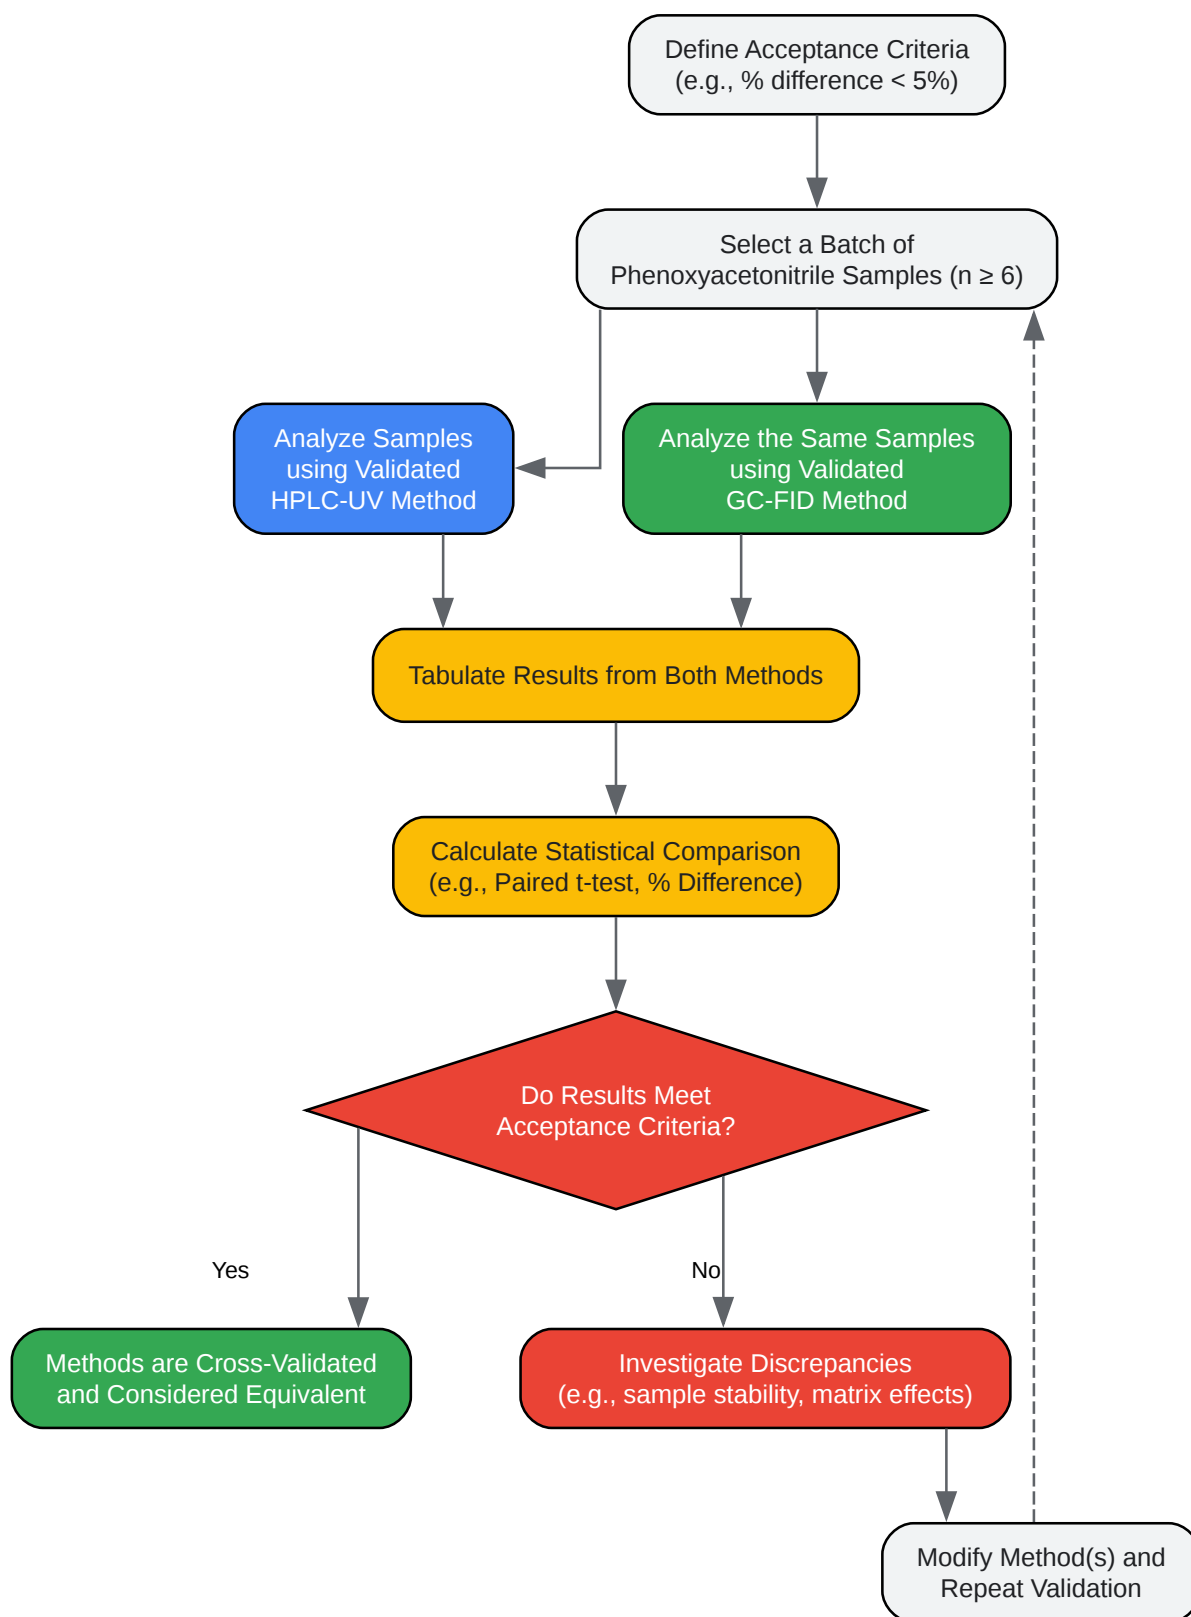 Define Acceptance Criteria
(e.g., % difference < 5%)
Select a Batch of
Phenoxyacetonitrile Samples (n ≥ 6)
Analyze Samples
using Validated
HPLC-UV Method
Analyze the Same Samples
using Validated
GC-FID Method
Tabulate Results from Both Methods
Calculate Statistical Comparison
(e.g., Paired t-test, % Difference)
Do Results Meet
Acceptance Criteria?
Yes
No
Methods are Cross-Validated
and Considered Equivalent
Investigate Discrepancies
(e.g., sample stability, matrix effects)
Modify Method(s) and
Repeat Validation